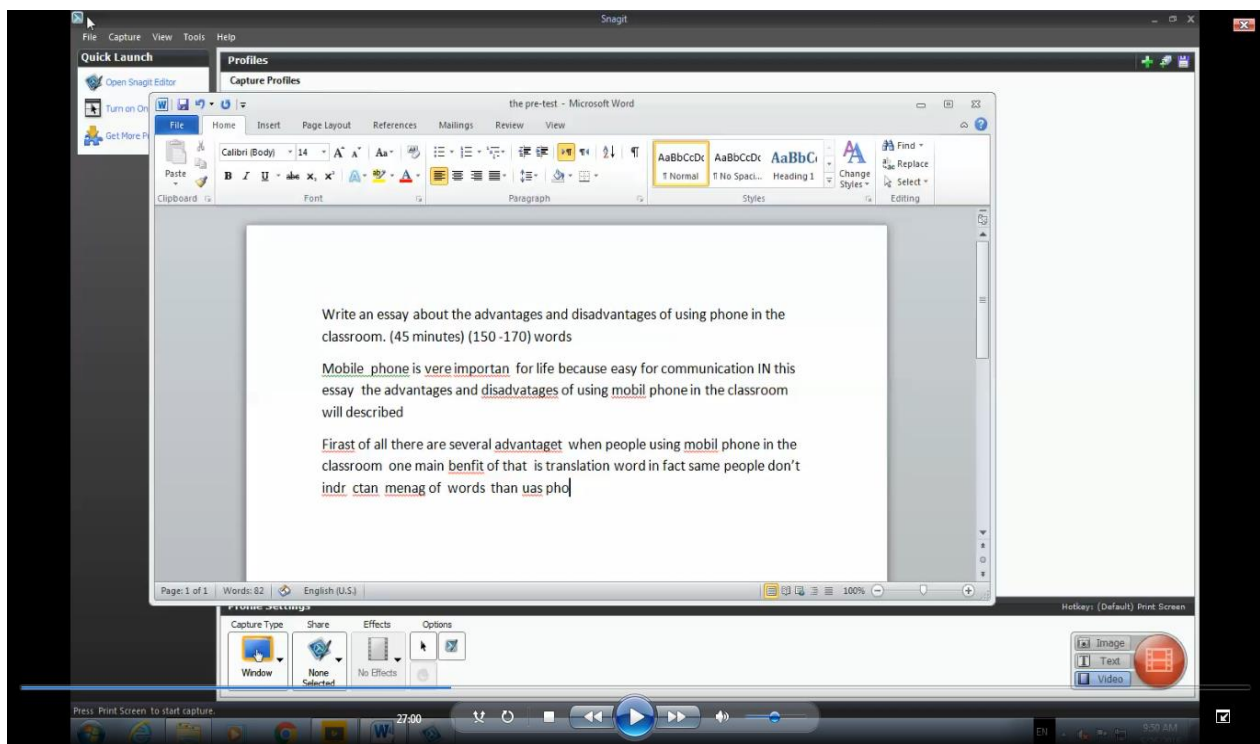 Snagit
File Capture View Tools Help
Quick Launch
Profiles
Open Snagit Editor
Capture Profiles
Turn on On
Get More P
the pre-test - Microsoft Word
File Home Insert Page Layout References Mailings Review View
Calibri (Body) 14
Paste
AaBbCcDc AaBbCcDc AaBbC
¶ Normal ¶ No Spaci... Heading 1
Change Styles
Find
Replace
Select
Clipboard Font Paragraph Styles Editing
Write an essay about the advantages and disadvantages of using phone in the
classroom. (45 minutes) (150 -170) words
Mobile phone is vere importan for life because easy for communication IN this
essay the advantages and disadvatages of using mobil phone in the classroom
will described
Firast of all there are several advantaget when people using mobil phone in the
classroom one main benfit of that is translation word in fact same people don't
indr ctan menag of words than uas pho
Page: 1 of 1 Words: 82 English (U.S.) 100%
Profile Settings
Hotkey: (Default) Print Screen
Capture Type Share Effects Options
Window None Selected No Effects
Image
Text
Video
Press Print Screen to start capture.
27:00
EN 9:50 AM